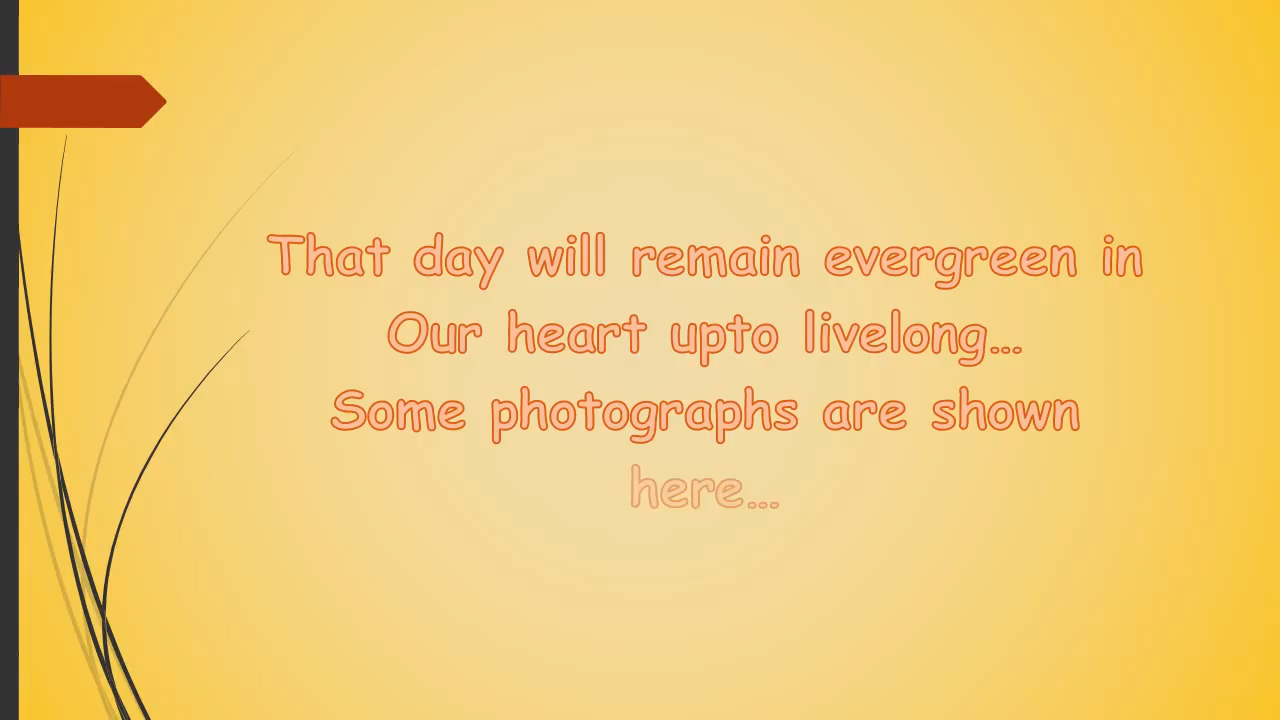 That day will remain evergreen in
Our heart upto livelong...
Some photographs are shown
here...